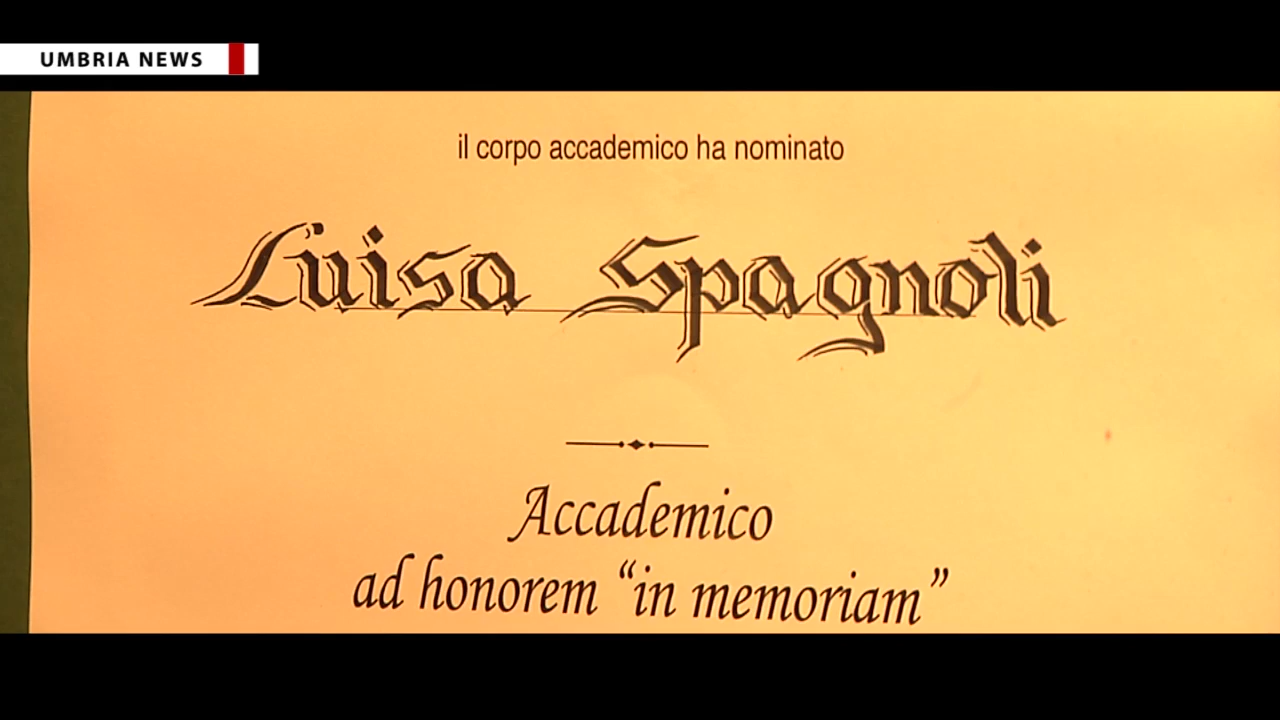 UMBRIA NEWS
il corpo accademico ha nominato
Luisa Spagnoli
Accademico
ad honorem “in memoriam”